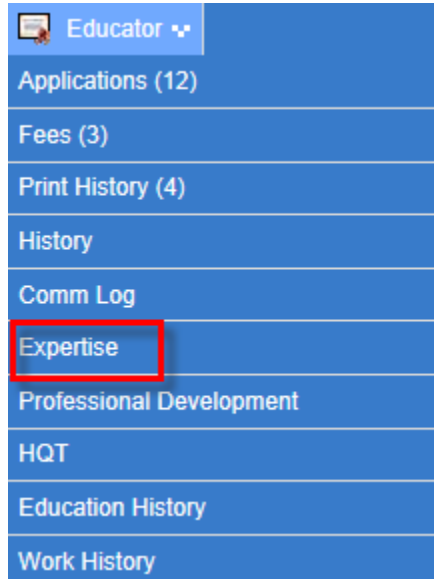 Educator
Applications (12)
Fees (3)
Print History (4)
History
Comm Log
Expertise
Professional Development
HQT
Education History
Work History